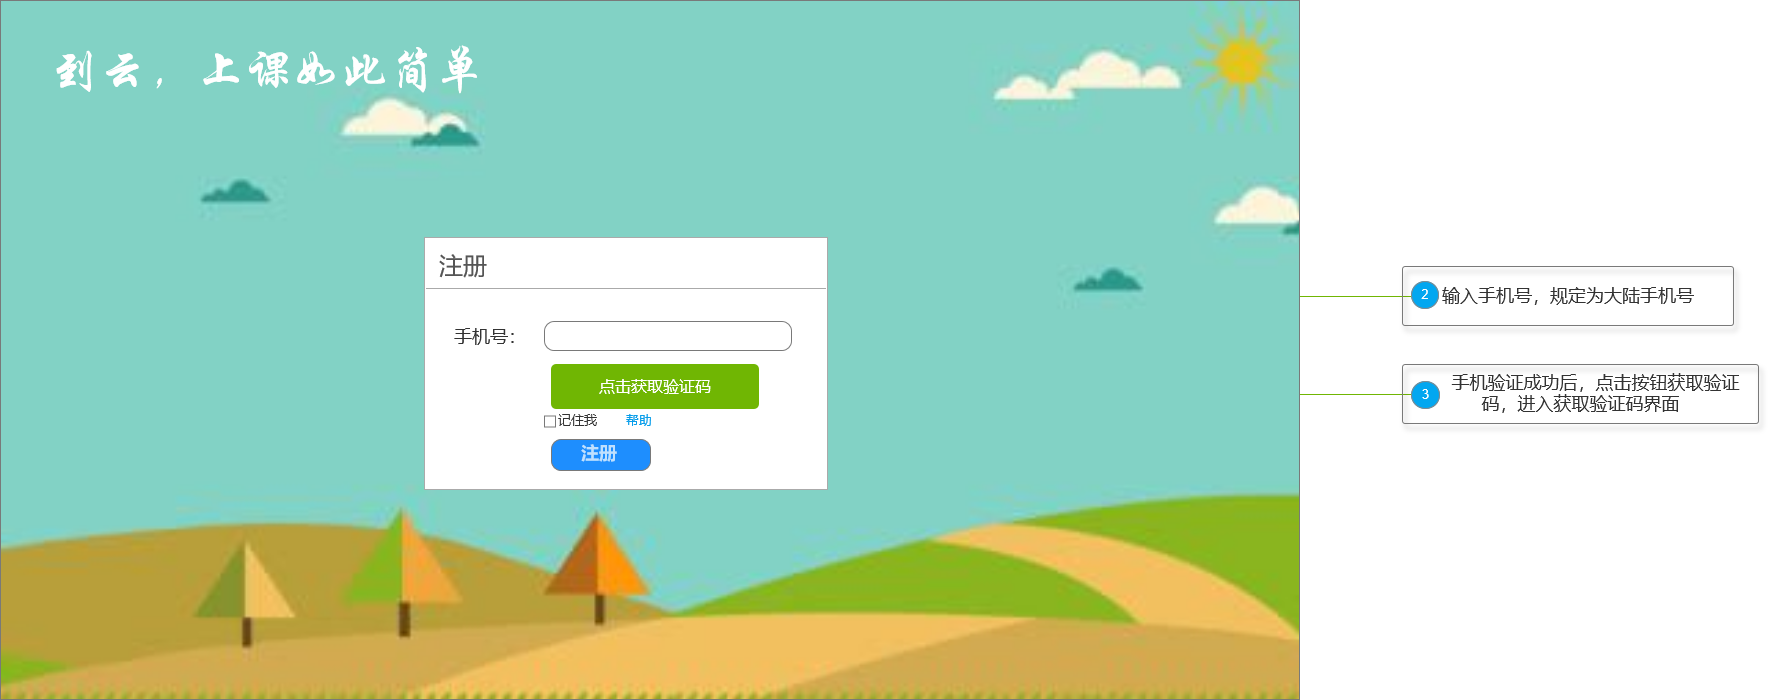 到云，上课如此简单
注册
手机号：
点击获取验证码
记住我 帮助
注册
2 输入手机号，规定为大陆手机号
3 手机验证成功后，点击按钮获取验证
码，进入获取验证码界面